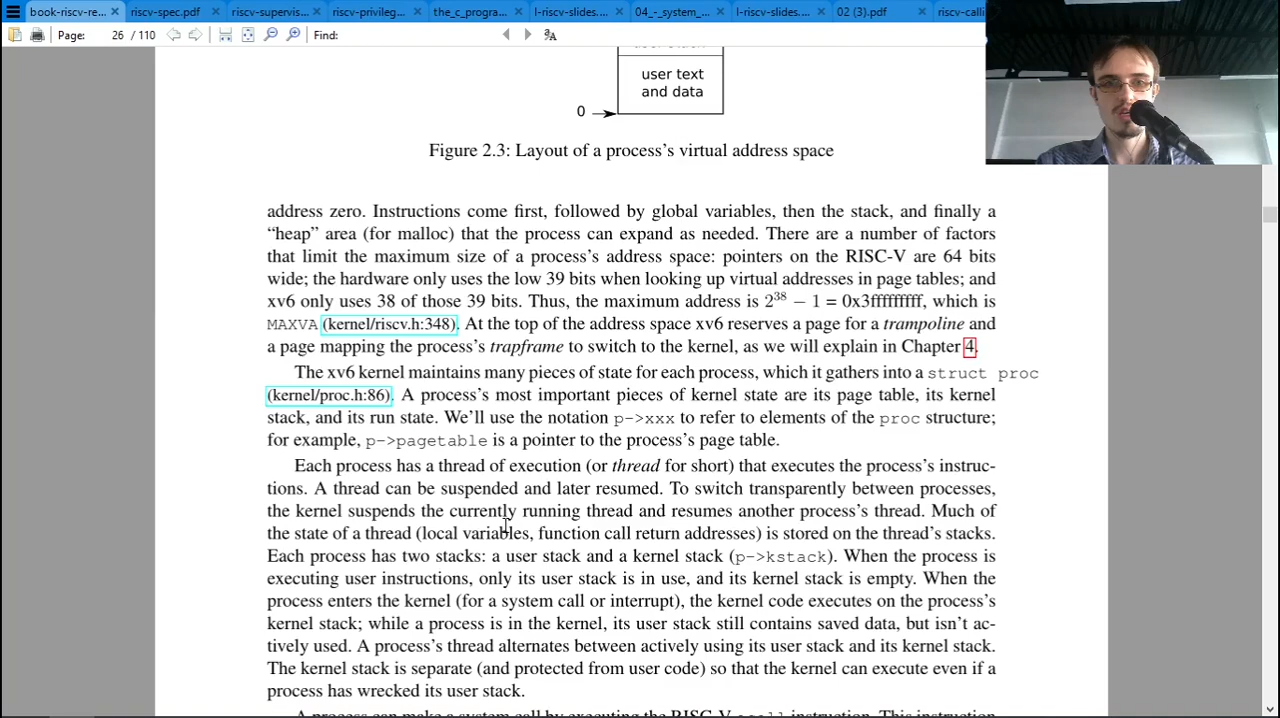 book-riscv-re...
riscv-spec.pdf
riscv-supervis...
riscv-privileg...
the_c_progra...
l-riscv-slides....
04_-_system_...
l-riscv-slides....
02 (3).pdf
riscv-calli
Page: 26 / 110 Find:
user text
and data
0
Figure 2.3: Layout of a process's virtual address space
address zero. Instructions come first, followed by global variables, then the stack, and finally a
“heap” area (for malloc) that the process can expand as needed. There are a number of factors
that limit the maximum size of a process's address space: pointers on the RISC-V are 64 bits
wide; the hardware only uses the low 39 bits when looking up virtual addresses in page tables; and
xv6 only uses 38 of those 39 bits. Thus, the maximum address is 2^38 − 1 = 0x3fffffffff, which is
MAXVA (kernel/riscv.h:348). At the top of the address space xv6 reserves a page for a trampoline and
a page mapping the process's trapframe to switch to the kernel, as we will explain in Chapter 4.
The xv6 kernel maintains many pieces of state for each process, which it gathers into a struct proc
(kernel/proc.h:86). A process's most important pieces of kernel state are its page table, its kernel
stack, and its run state. We'll use the notation p->xxx to refer to elements of the proc structure;
for example, p->pagetable is a pointer to the process's page table.
Each process has a thread of execution (or thread for short) that executes the process's instruc-
tions. A thread can be suspended and later resumed. To switch transparently between processes,
the kernel suspends the currently running thread and resumes another process's thread. Much of
the state of a thread (local variables, function call return addresses) is stored on the thread's stacks.
Each process has two stacks: a user stack and a kernel stack (p->kstack). When the process is
executing user instructions, only its user stack is in use, and its kernel stack is empty. When the
process enters the kernel (for a system call or interrupt), the kernel code executes on the process's
kernel stack; while a process is in the kernel, its user stack still contains saved data, but isn't ac-
tively used. A process's thread alternates between actively using its user stack and its kernel stack.
The kernel stack is separate (and protected from user code) so that the kernel can execute even if a
process has wrecked its user stack.
A process can make a system call by executing the RISC-V ecall instruction. This instruction